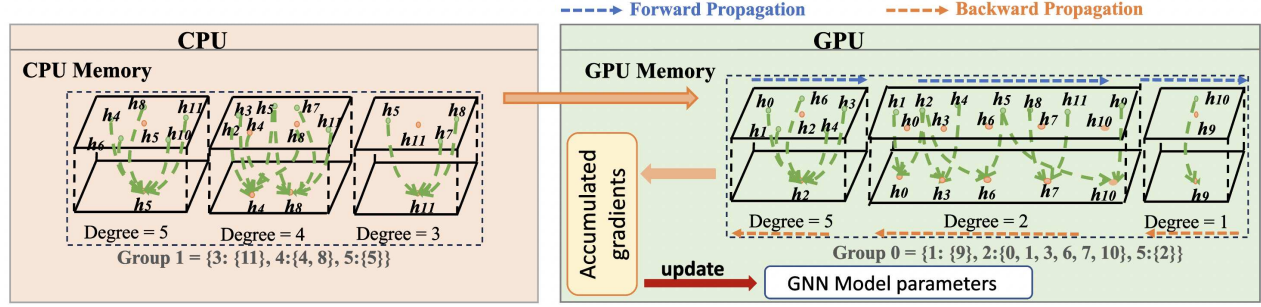 Forward Propagation Backward Propagation
CPU GPU
CPU Memory GPU Memory
h8 h11 h3 h5 h7 h5 h8 h0 h6 h3 h1 h2 h4 h5 h8 h11 h9 h10
h4 h5 h10 h2 h4 h8 h11 h11 h7 h1 h2 h4 h0 h3 h6 h7 h10 h9
h6
h5 h4 h8 h11 h2 h0 h3 h6 h7 h10 h9
Degree = 5 Degree = 4 Degree = 3 Degree = 5 Degree = 2 Degree = 1
Group 1 = {3: {11}, 4:{4, 8}, 5:{5}} Group 0 = {1: {9}, 2:{0, 1, 3, 6, 7, 10}, 5:{2}}
Accumulated
gradients
update
GNN Model parameters